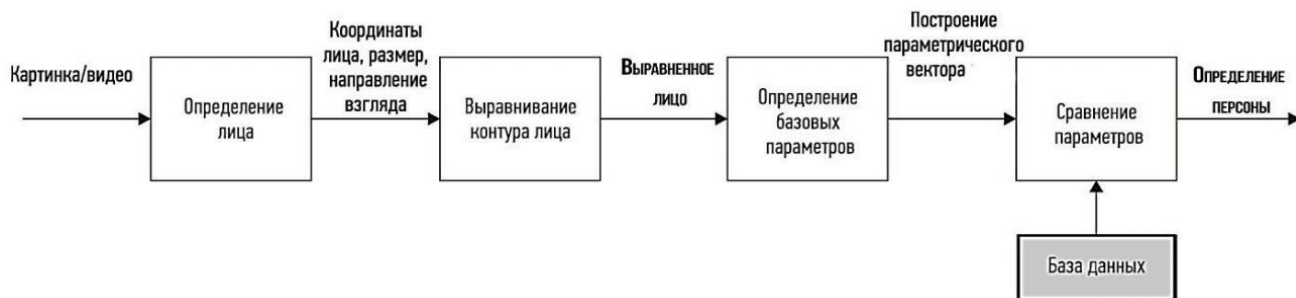 Картинка/видео
Определение
лица
Координаты
лица, размер,
направление
взгляда
Выравнивание
контура лица
Выравненное
лицо
Определение
базовых
параметров
Построение
параметрического
вектора
Сравнение
параметров
Определение
персоны
База данных